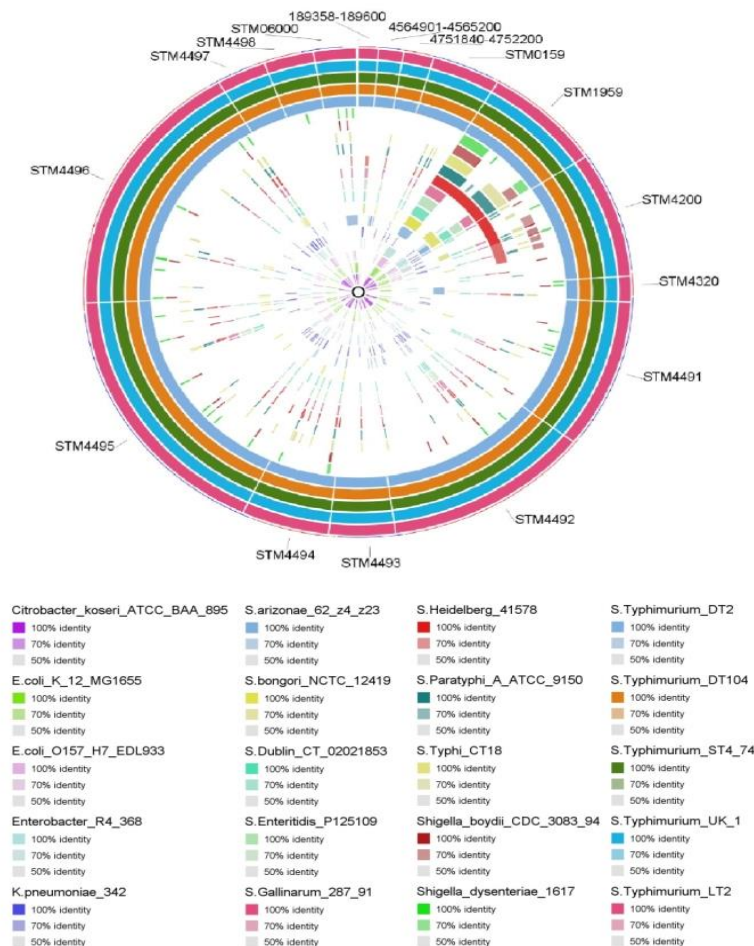 189358-189600
STM06000
4564901-4565200
STM4498
4751840-4752200
STM4497
STM0159
STM1959
STM4496
STM4200
STM4320
STM4491
STM4495
STM4492
STM4494
STM4493
Citrobacter_koseri_ATCC_BAA_895
100% identity
70% identity
50% identity
E.coli_K_12_MG1655
100% identity
70% identity
50% identity
E.coli_O157_H7_EDL933
100% identity
70% identity
50% identity
Enterobacter_R4_368
100% identity
70% identity
50% identity
K.pneumoniae_342
100% identity
70% identity
50% identity
S.arizonae_62_z4_z23
100% identity
70% identity
50% identity
S.bongori_NCTC_12419
100% identity
70% identity
50% identity
S.Dublin_CT_02021853
100% identity
70% identity
50% identity
S.Enteritidis_P125109
100% identity
70% identity
50% identity
S.Gallinarum_287_91
100% identity
70% identity
50% identity
S.Heidelberg_41578
100% identity
70% identity
50% identity
S.Paratyphi_A_ATCC_9150
100% identity
70% identity
50% identity
S.Typhi_CT18
100% identity
70% identity
50% identity
Shigella_boydii_CDC_3083_94
100% identity
70% identity
50% identity
Shigella_dysenteriae_1617
100% identity
70% identity
50% identity
S.Typhimurium_DT2
100% identity
70% identity
50% identity
S.Typhimurium_DT104
100% identity
70% identity
50% identity
S.Typhimurium_ST4_74
100% identity
70% identity
50% identity
S.Typhimurium_UK_1
100% identity
70% identity
50% identity
S.Typhimurium_LT2
100% identity
70% identity
50% identity